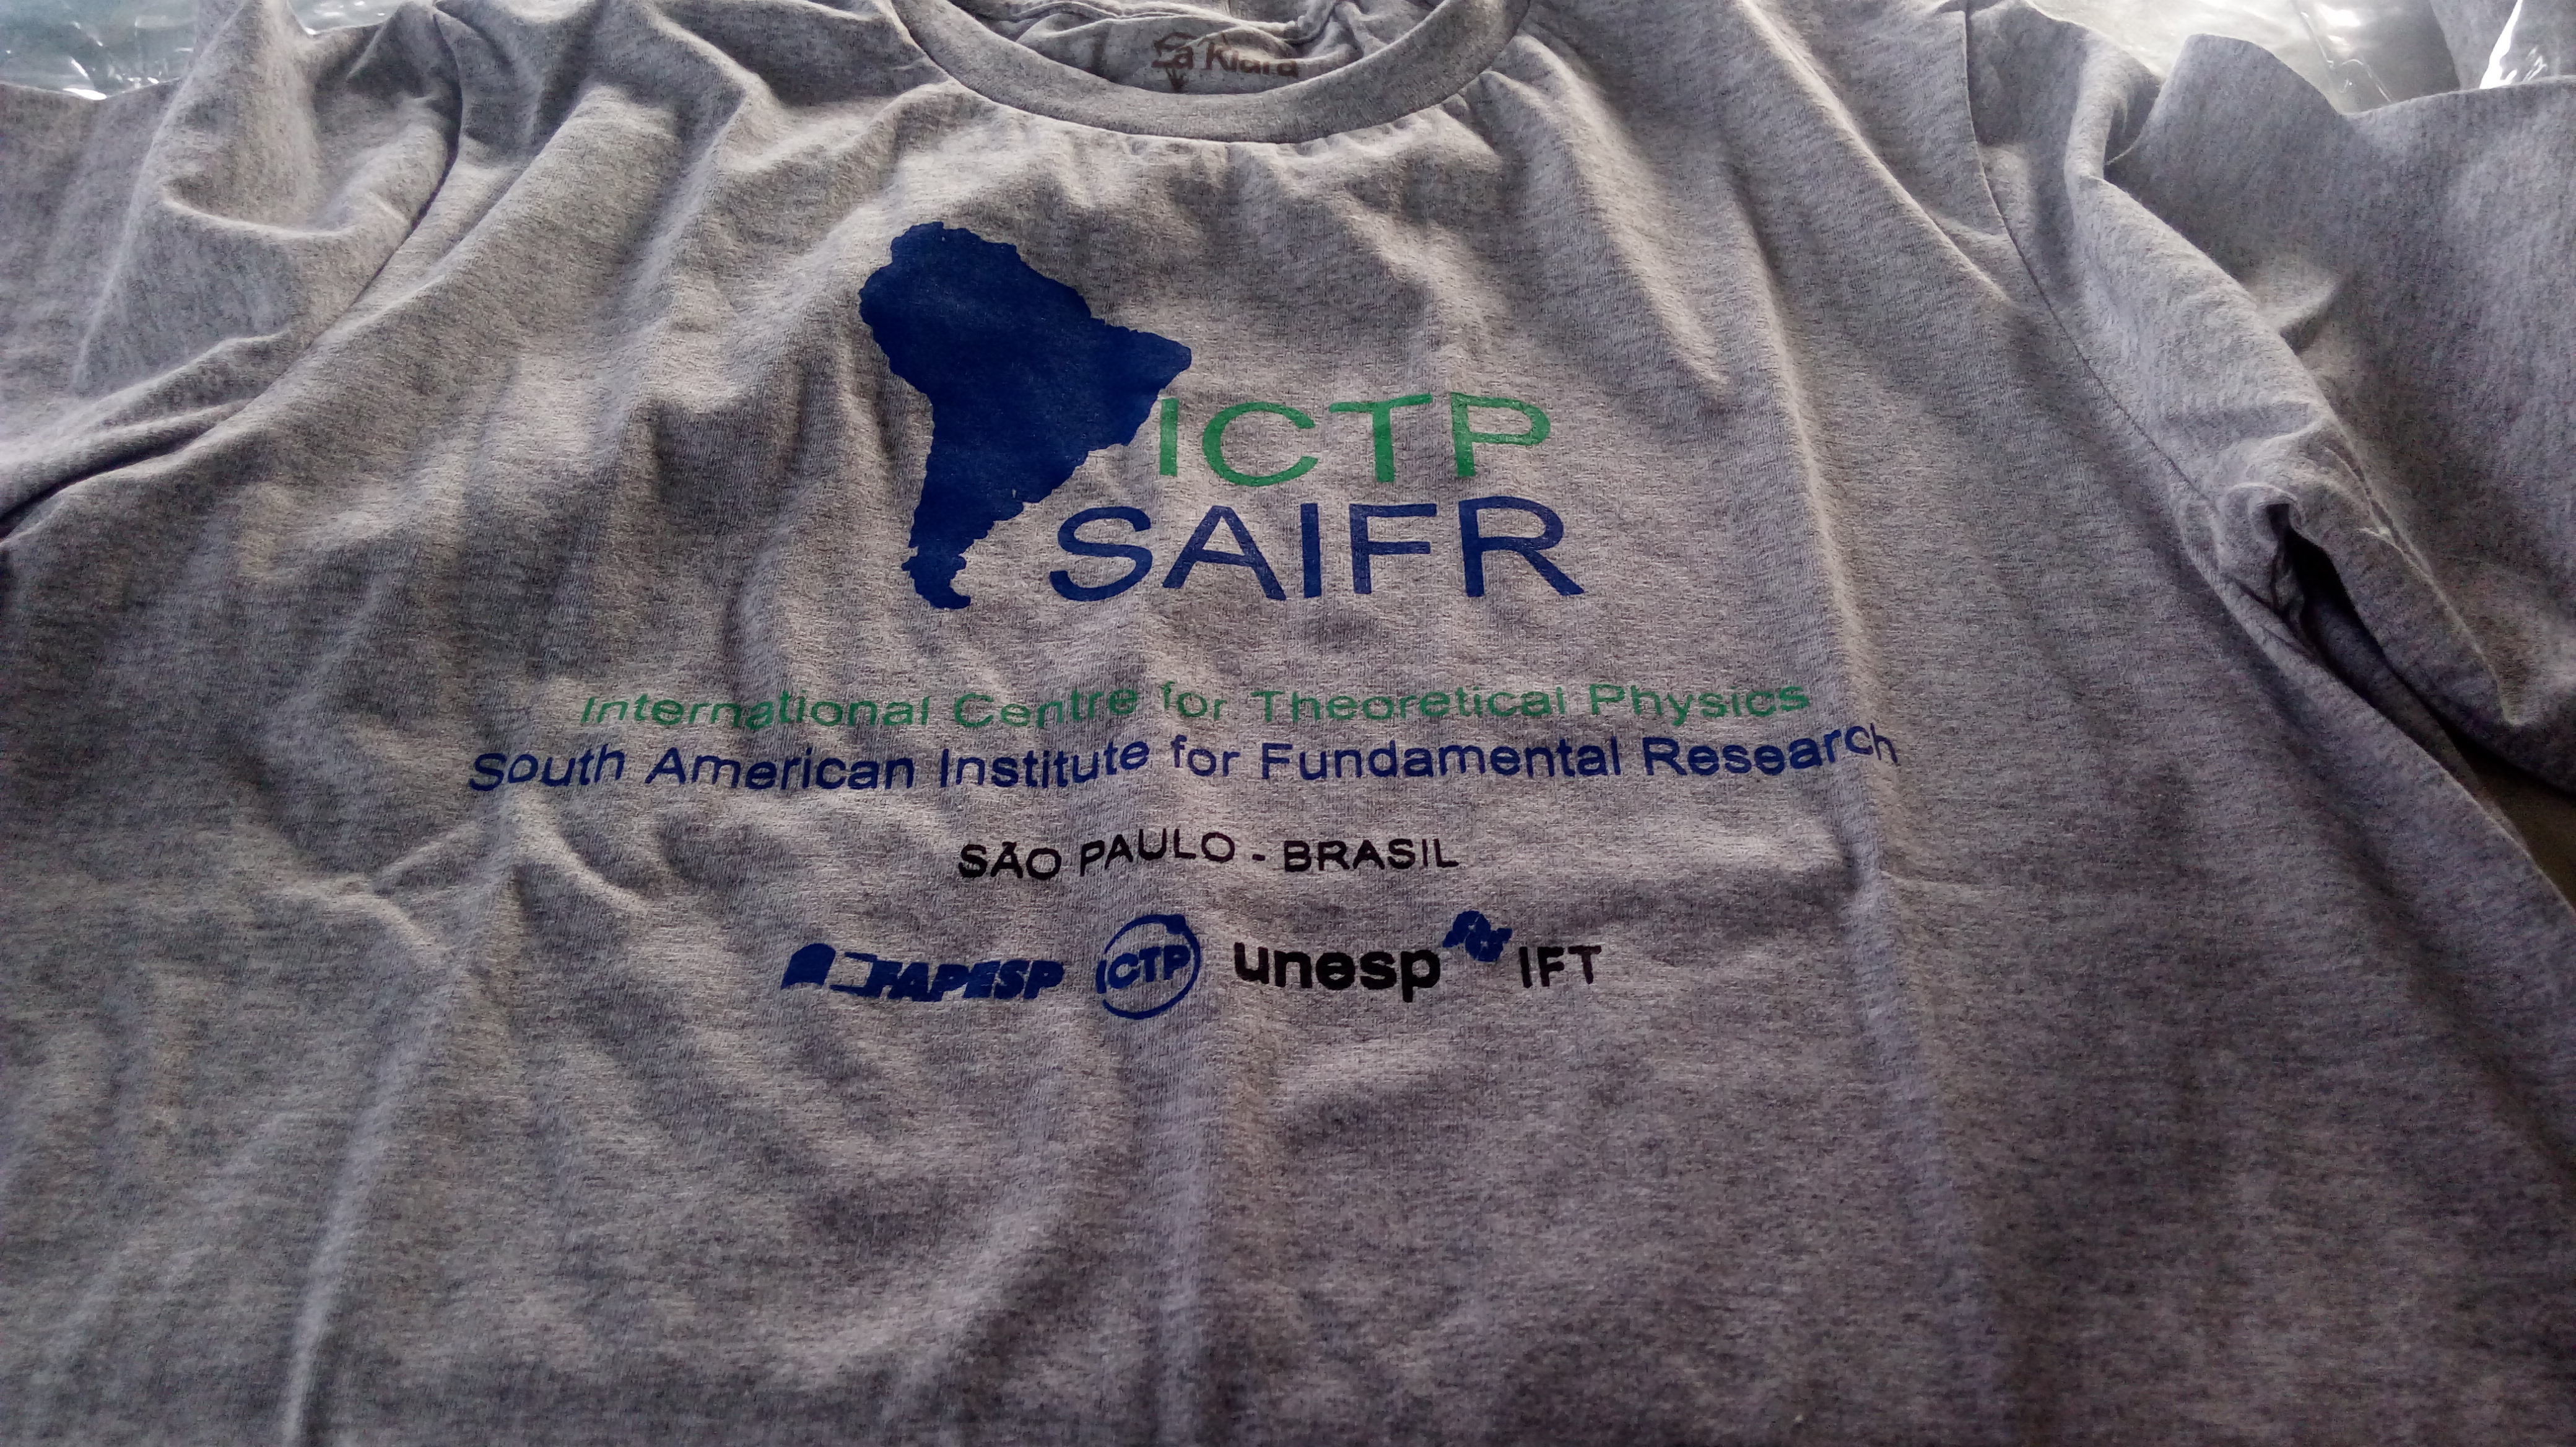 ICTP
SAIFR
International Centre for Theoretical Physics
South American Institute for Fundamental Research
SÃO PAULO - BRASIL
FAPESP ICTP unesp IFT